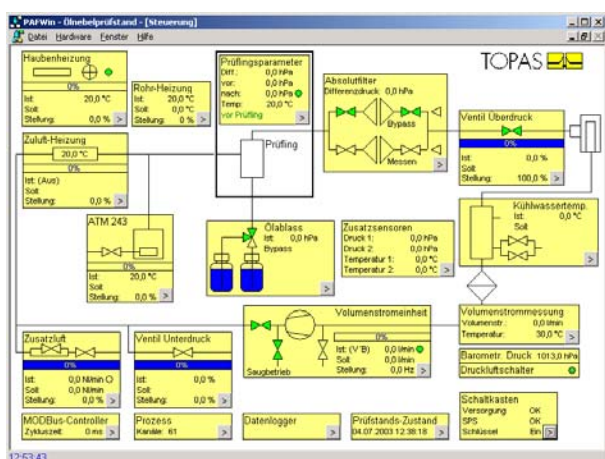 PAFWin - Ölnebelprüfstand - [Steuerung]
Datei Hardware Fenster Hilfe
Haubenheizung
0%
Ist: 20,0 °C
Soll:
Stellung: 0,0 % >
Rohr-Heizung
Ist: 20,0 °C
Soll: 0,0 °C
Stellung: 0 % >
Prüflingsparameter
Diff.: 0,0 hPa
vor: 0,0 hPa
nach: 0,0 hPa
Temp: 20,0 °C
vor Prüfling >
Prüfling
Absolutfilter
Differenzdruck 0,0 hPa
Bypass
Messen >
TOPAS
Ventil Überdruck
0%
Ist: 0,0 %
Soll:
Stellung: 100,0 % >
Zuluft-Heizung
20,0 °C
0%
Ist: (Aus)
Soll:
Stellung: 0,0 % >
ATM 243
0%
Ist: 20,0 °C
Soll:
Stellung: 0,0 % >
Ölablass
Ist: 0,0 hPa
Bypass
>
Zusatzsensoren
Druck 1: 0,0 hPa
Druck 2: 0,0 hPa
Temperatur 1: 0,0 °C
Temperatur 2: 0,0 °C >
Kühlwassertemp.
Ist: 0,0 °C
Soll:
>
Zusatzluft
0%
Ist: 0,0 Nl/min
Soll: 0,0 Nl/min
Stellung: 0,0 % >
Ventil Unterdruck
0%
Ist: 0,0 %
Soll:
Stellung: 0,0 % >
Volumenstromeinheit
0%
Ist: (V'B) 0,0 l/min
Soll: 0,0 l/min
Stellung: 0,0 Hz >
Saugbetrieb
Volumenstrommessung
Volumenstr.: 0,0 l/min
Temperatur: 30,0 °C >
Barometr. Druck 1013,0 hPa
Druckluftschalter
MODBus-Controller
Zykluszeit: 0 ms >
Prozess
Kanäle: 61 >
Datenlogger
>
Prüfstands-Zustand
04.07.2003 12:38:18 >
Schaltkasten
Versorgung OK
SPS OK
Schlüssel Ein >
12:53:43